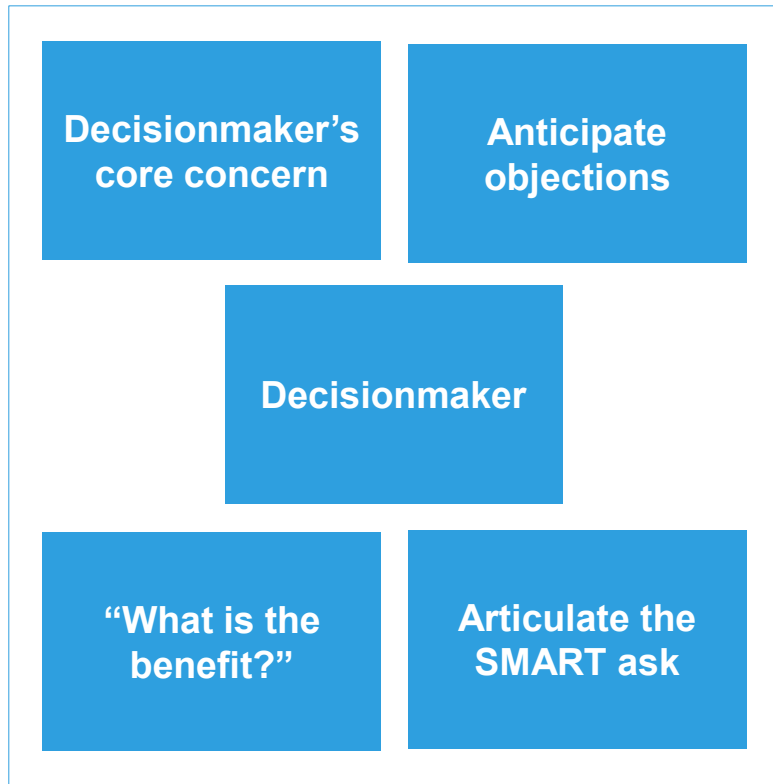 Decisionmaker’s
core concern
Anticipate
objections
Decisionmaker
“What is the
benefit?”
Articulate the
SMART ask